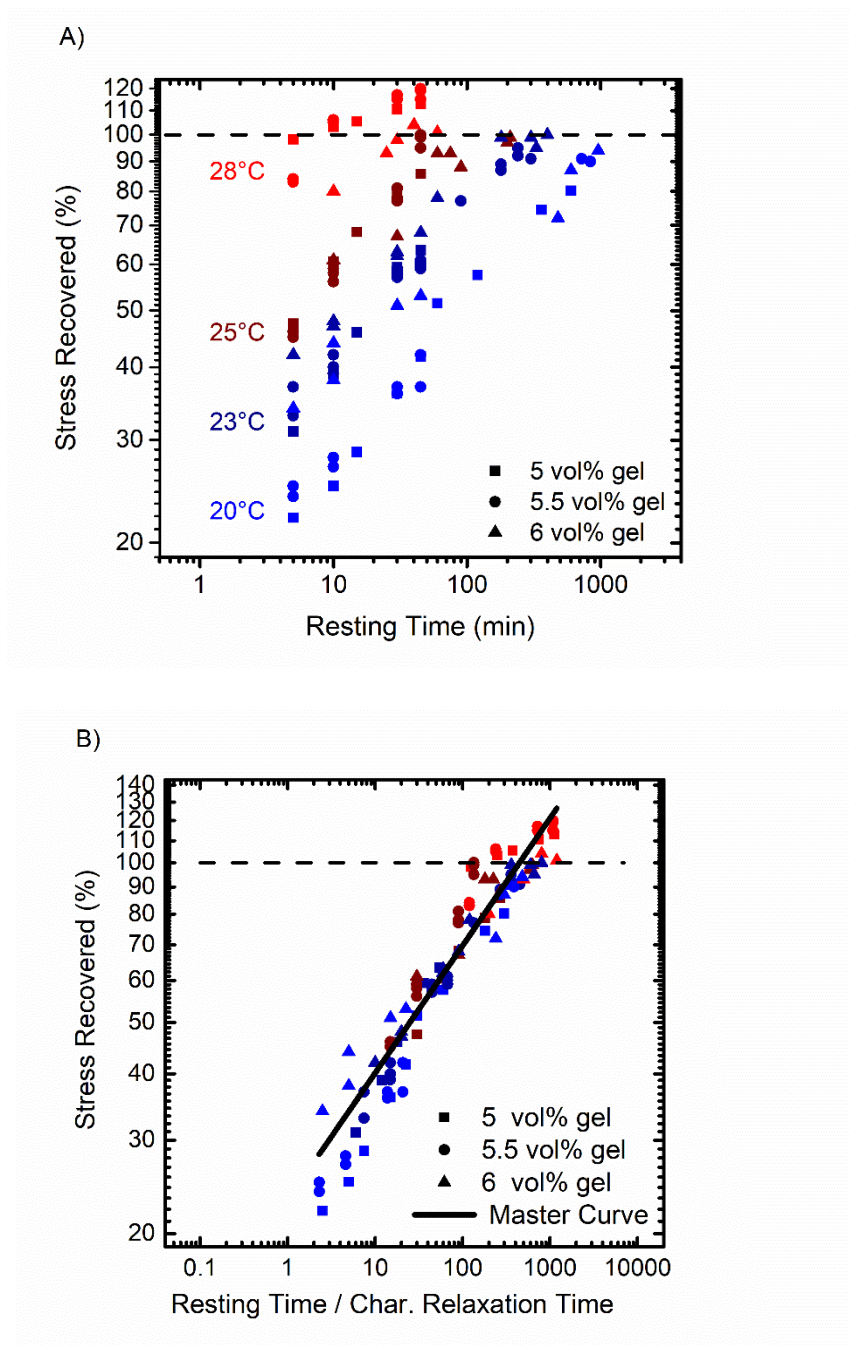 A)
120
110
100
90
80
70
60
50
40
30
20
28°C
25°C
23°C
20°C
5 vol% gel
5.5 vol% gel
6 vol% gel
1 10 100 1000
Stress Recovered (%)
Resting Time (min)
B)
140
130
120
110
100
90
80
70
60
50
40
30
20
5 vol% gel
5.5 vol% gel
6 vol% gel
Master Curve
0.1 1 10 100 1000 10000
Stress Recovered (%)
Resting Time / Char. Relaxation Time